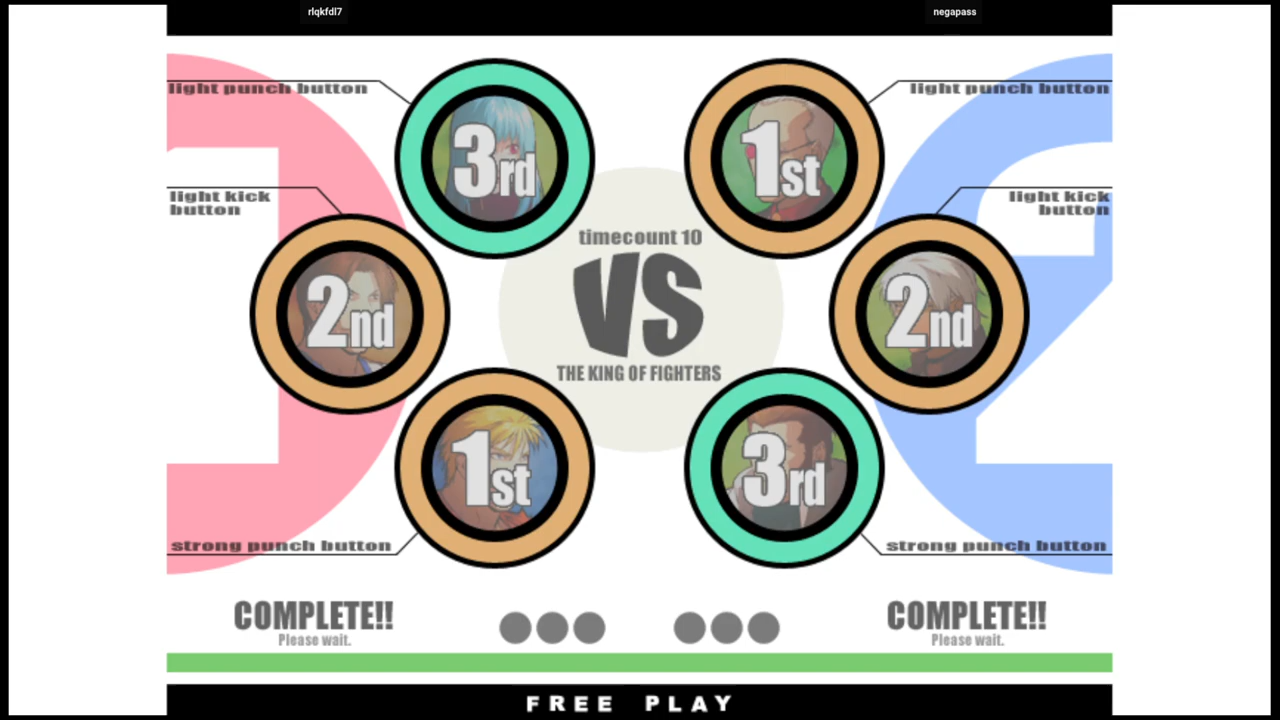 rlqkfdl7
negapass
light punch button
light punch button
3rd
1st
light kick
button
light kick
button
timecount 10
VS
THE KING OF FIGHTERS
2nd
2nd
1st
3rd
strong punch button
strong punch button
COMPLETE!!
Please wait.
COMPLETE!!
Please wait.
FREE PLAY